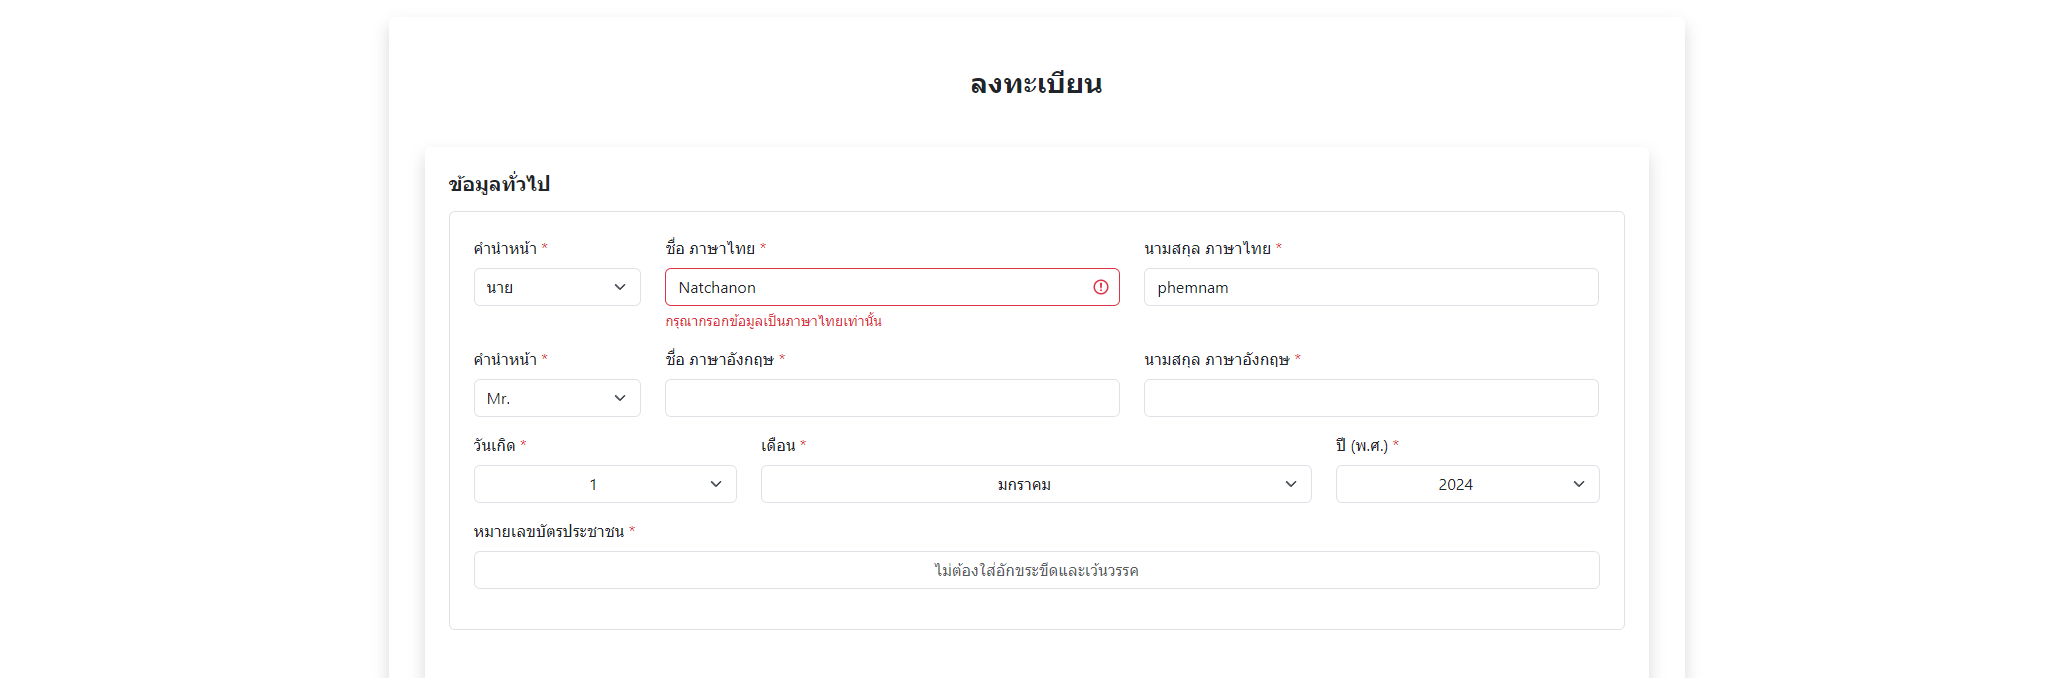 ลงทะเบียน
ข้อมูลทั่วไป
คำนำหน้า * ชื่อ ภาษาไทย * นามสกุล ภาษาไทย *
นาย Natchanon phemnam
กรุณากรอกข้อมูลเป็นภาษาไทยเท่านั้น
คำนำหน้า * ชื่อ ภาษาอังกฤษ * นามสกุล ภาษาอังกฤษ *
Mr.
วันเกิด * เดือน * ปี (พ.ศ.) *
1 มกราคม 2024
หมายเลขบัตรประชาชน *
ไม่ต้องใส่อักขระขีดและเว้นวรรค